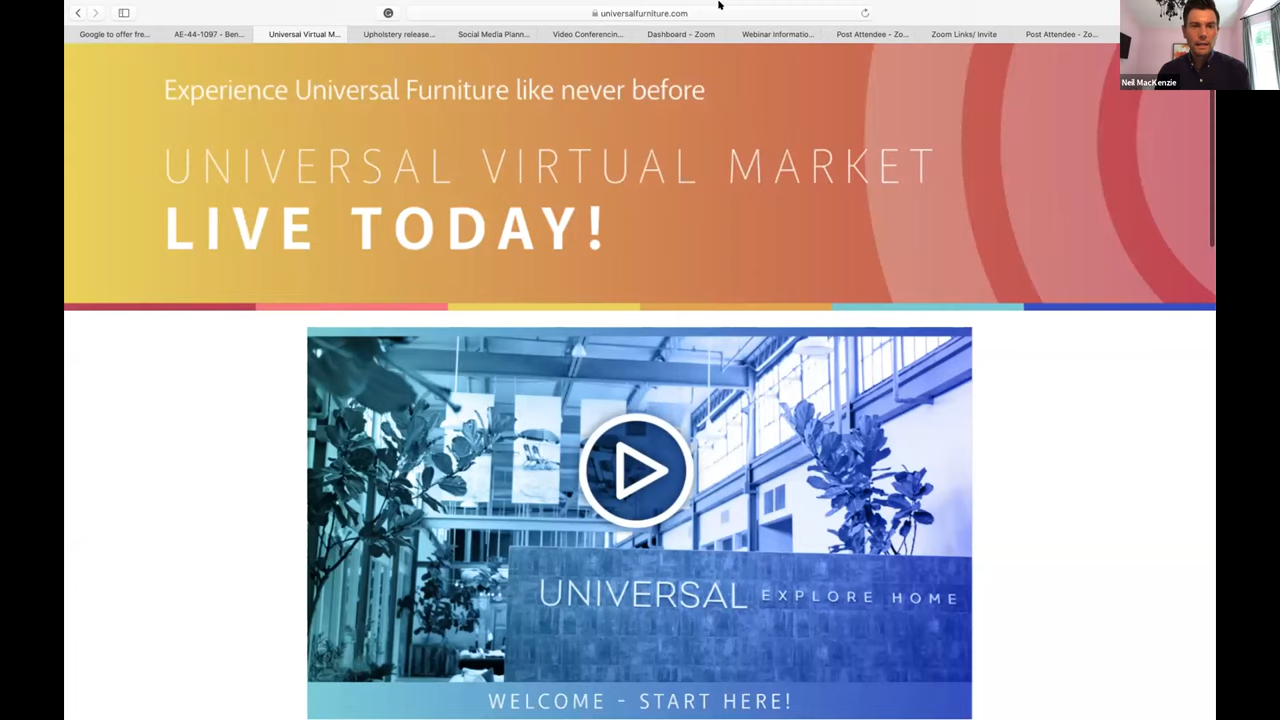 universalfurniture.com
Google to offer fre...
AE-44-1097 - Ben...
Universal Virtual M...
Upholstery release...
Social Media Plann...
Video Conferencin...
Dashboard - Zoom
Webinar Informatio...
Post Attendee - Zo...
Zoom Links/ Invite
Post Attendee - Zo...
Neil MacKenzie
Experience Universal Furniture like never before
UNIVERSAL VIRTUAL MARKET
LIVE TODAY!
UNIVERSAL EXPLORE HOME
WELCOME - START HERE!